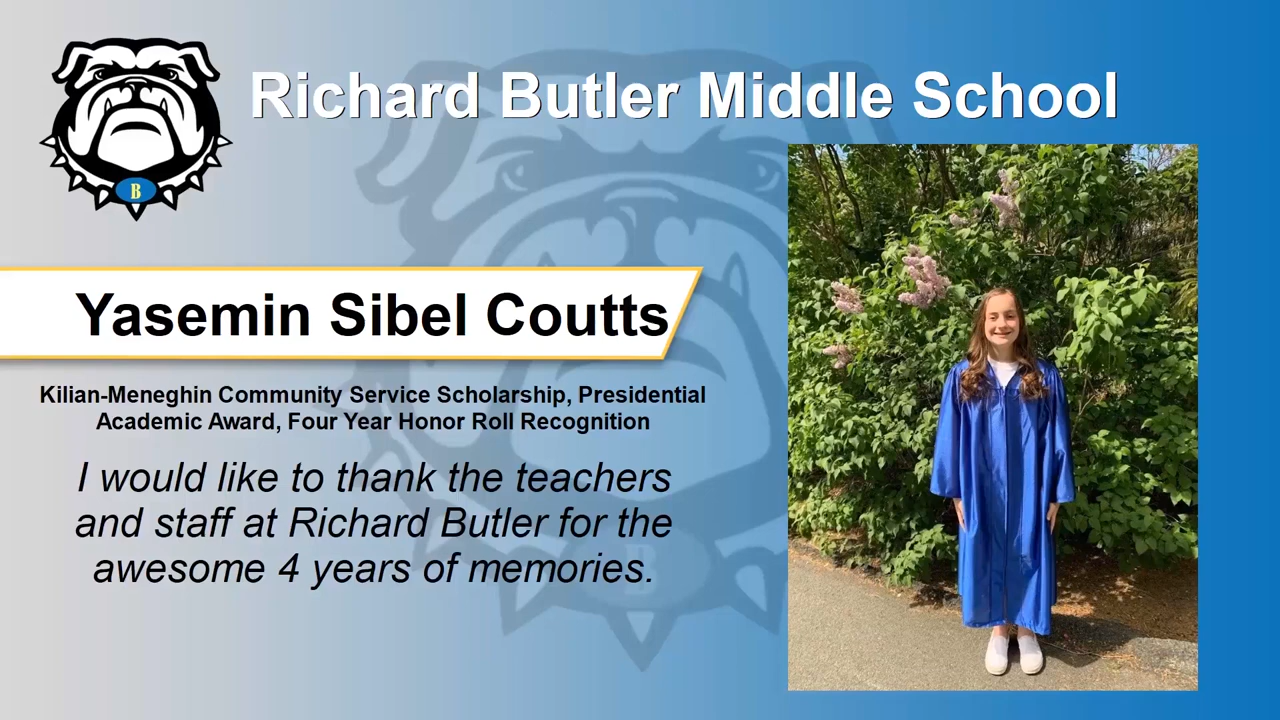 Richard Butler Middle School
B
Yasemin Sibel Coutts
Kilian-Meneghin Community Service Scholarship, Presidential
Academic Award, Four Year Honor Roll Recognition
I would like to thank the teachers
and staff at Richard Butler for the
awesome 4 years of memories.
B